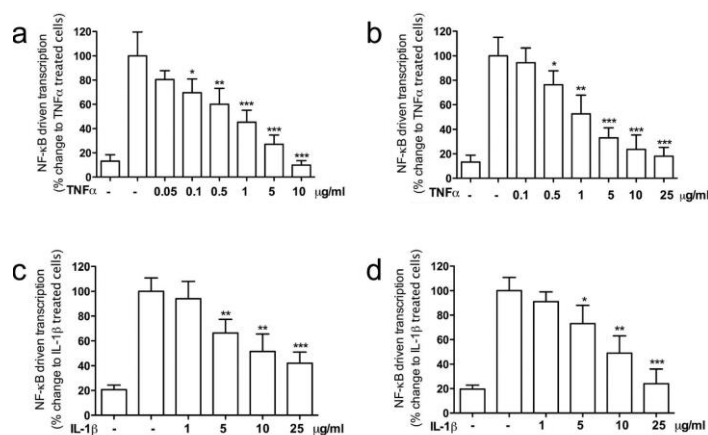 a
NF-κB driven transcription
(% change to TNFα treated cells)
120
100
80
60
40
20
0
* ** *** *** ***
TNFα - - 0.05 0.1 0.5 1 5 10 μg/ml
b
NF-κB driven transcription
(% change to TNFα treated cells)
120
100
80
60
40
20
0
* ** *** *** ***
TNFα - - 0.1 0.5 1 5 10 25 μg/ml
c
NF-κB driven transcription
(% change to IL-1β treated cells)
120
100
80
60
40
20
0
** ** ***
IL-1β - - 1 5 10 25 μg/ml
d
NF-κB driven transcription
(% change to IL-1β treated cells)
120
100
80
60
40
20
0
* ** ***
IL-1β - - 1 5 10 25 μg/ml